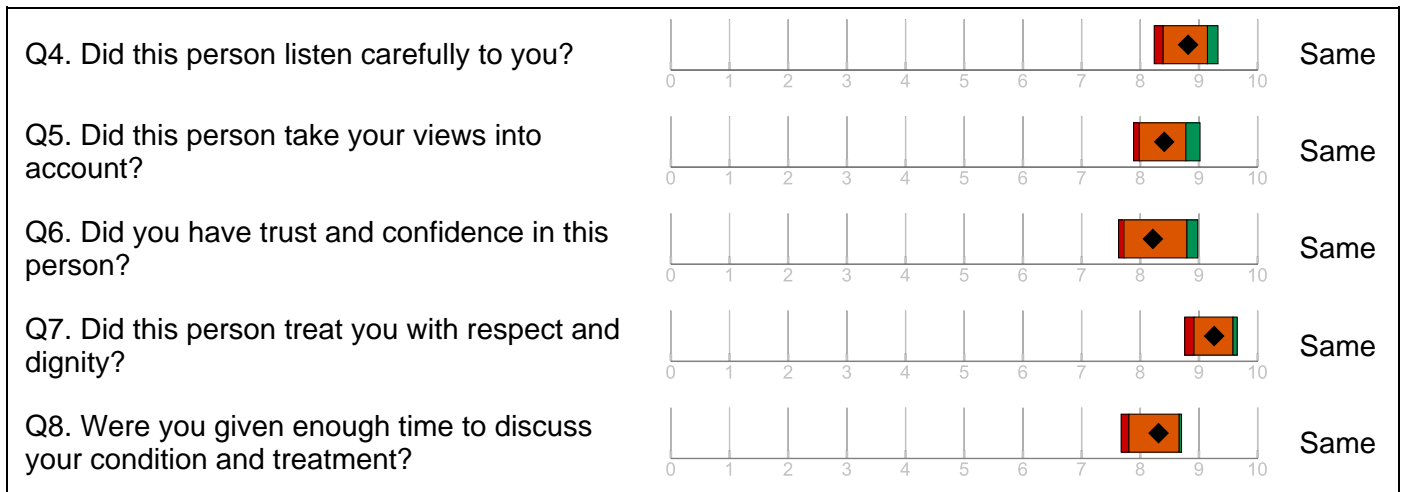 Q4. Did this person listen carefully to you?
Same
0 1 2 3 4 5 6 7 8 9 10
Q5. Did this person take your views into
account?
Same
0 1 2 3 4 5 6 7 8 9 10
Q6. Did you have trust and confidence in this
person?
Same
0 1 2 3 4 5 6 7 8 9 10
Q7. Did this person treat you with respect and
dignity?
Same
0 1 2 3 4 5 6 7 8 9 10
Q8. Were you given enough time to discuss
your condition and treatment?
Same
0 1 2 3 4 5 6 7 8 9 10